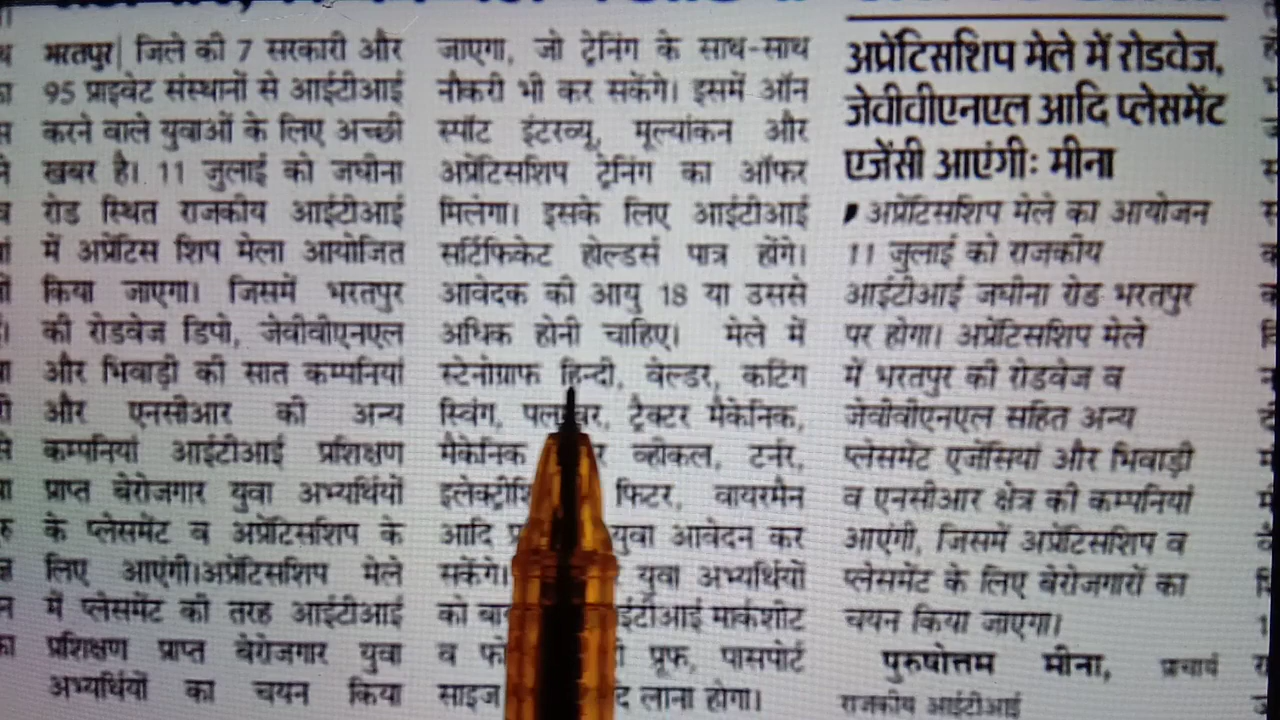 भरतपुर| जिले की 7 सरकारी और
95 प्राइवेट संस्थानों से आईटीआई
करने वाले युवाओं के लिए अच्छी
खबर है। 11 जुलाई को जघीना
रोड स्थित राजकीय आईटीआई
में अप्रेंटिस शिप मेला आयोजित
किया जाएगा। जिसमें भरतपुर
की रोडवेज डिपो, जेवीवीएनएल
और भिवाड़ी की सात कम्पनियां
और एनसीआर की अन्य
कम्पनियां आईटीआई प्रशिक्षण
प्राप्त बेरोजगार युवा अभ्यर्थियों
के प्लेसमेंट व अप्रेंटिसशिप के
लिए आएंगी।अप्रेंटिसशिप मेले
में प्लेसमेंट की तरह आईटीआई
प्रशिक्षण प्राप्त बेरोजगार युवा
अभ्यर्थियों का चयन किया
जाएगा, जो ट्रेनिंग के साथ-साथ
नौकरी भी कर सकेंगे। इसमें ऑन
स्पॉट इंटरव्यू, मूल्यांकन और
अप्रेंटिसशिप ट्रेनिंग का ऑफर
मिलेगा। इसके लिए आईटीआई
सर्टिफिकेट होल्डर्स पात्र होंगे।
आवेदक की आयु 18 या उससे
अधिक होनी चाहिए। मेले में
स्टेनोग्राफ हिन्दी, वेल्डर, कटिंग
स्विंग, ट्रैक्टर मैकेनिक,
मैकेनिक व्हीकल, टर्नर,
फिटर, वायरमैन
आदि युवा आवेदन कर
सकेंगे। युवा अभ्यर्थियों
को मार्कशीट
व प्रूफ, पासपोर्ट
साइज लाना होगा।
अप्रेंटिसशिप मेले में रोडवेज,
जेवीवीएनएल आदि प्लेसमेंट
एजेंसी आएंगी: मीना
अप्रेंटिसशिप मेले का आयोजन
11 जुलाई को राजकीय
आईटीआई जघीना रोड भरतपुर
पर होगा। अप्रेंटिसशिप मेले
में भरतपुर की रोडवेज व
जेवीवीएनएल सहित अन्य
प्लेसमेंट एजेंसियां और भिवाड़ी
व एनसीआर क्षेत्र की कम्पनियां
आएंगी, जिसमें अप्रेंटिसशिप व
प्लेसमेंट के लिए बेरोजगारों का
चयन किया जाएगा।
पुरुषोत्तम मीना, प्राचार्य
राजकीय आईटीआई